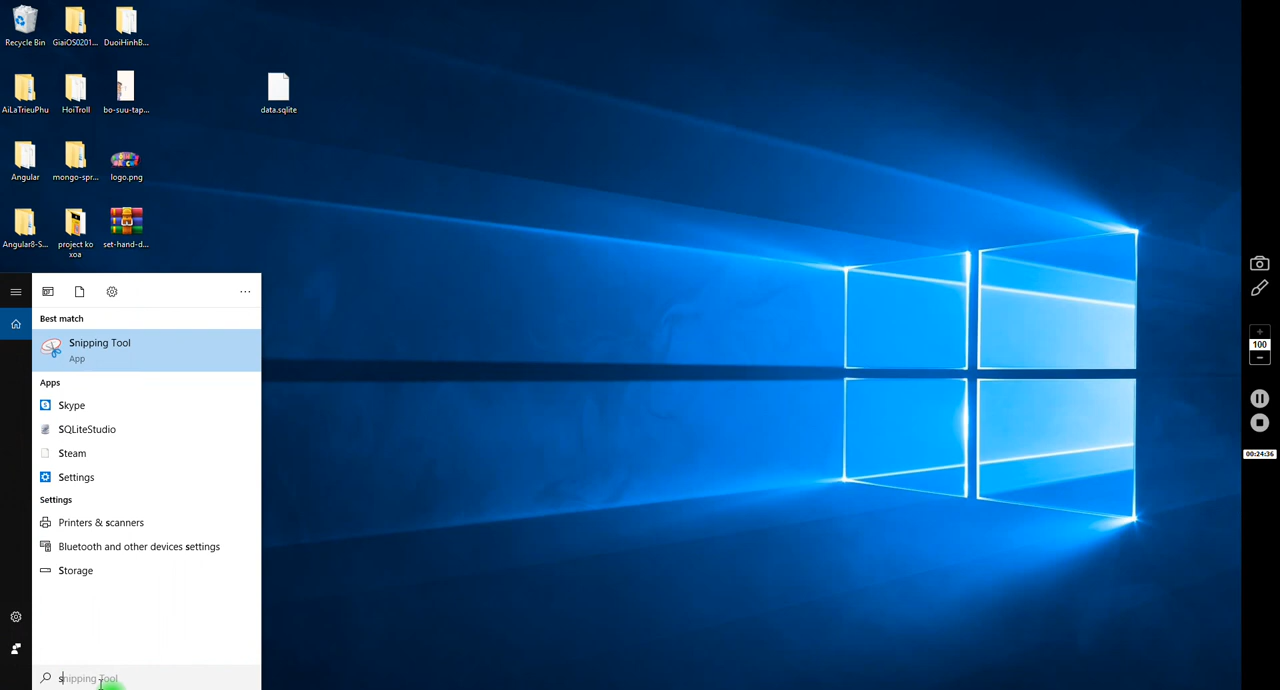 Recycle Bin
GiaiOS0201...
DuoiHinhB...
AiLaTrieuPhu
HoiTroll
bo-suu-tap...
data.sqlite
Angular
mongo-spr...
logo.png
Angular8-S...
project ko
xoa
set-hand-d...
Best match
Snipping Tool
App
Apps
Skype
SQLiteStudio
Steam
Settings
Settings
Printers & scanners
Bluetooth and other devices settings
Storage
snipping Tool
100
00:24:36